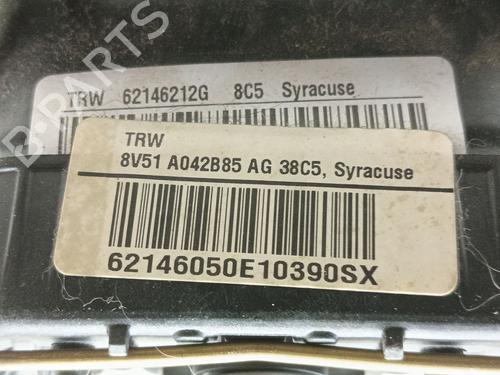 TRW 62146212G 8C5 Syracuse
TRW
8V51 A042B85 AG 38C5, Syracuse
62146050E10390SX
B-PARTS